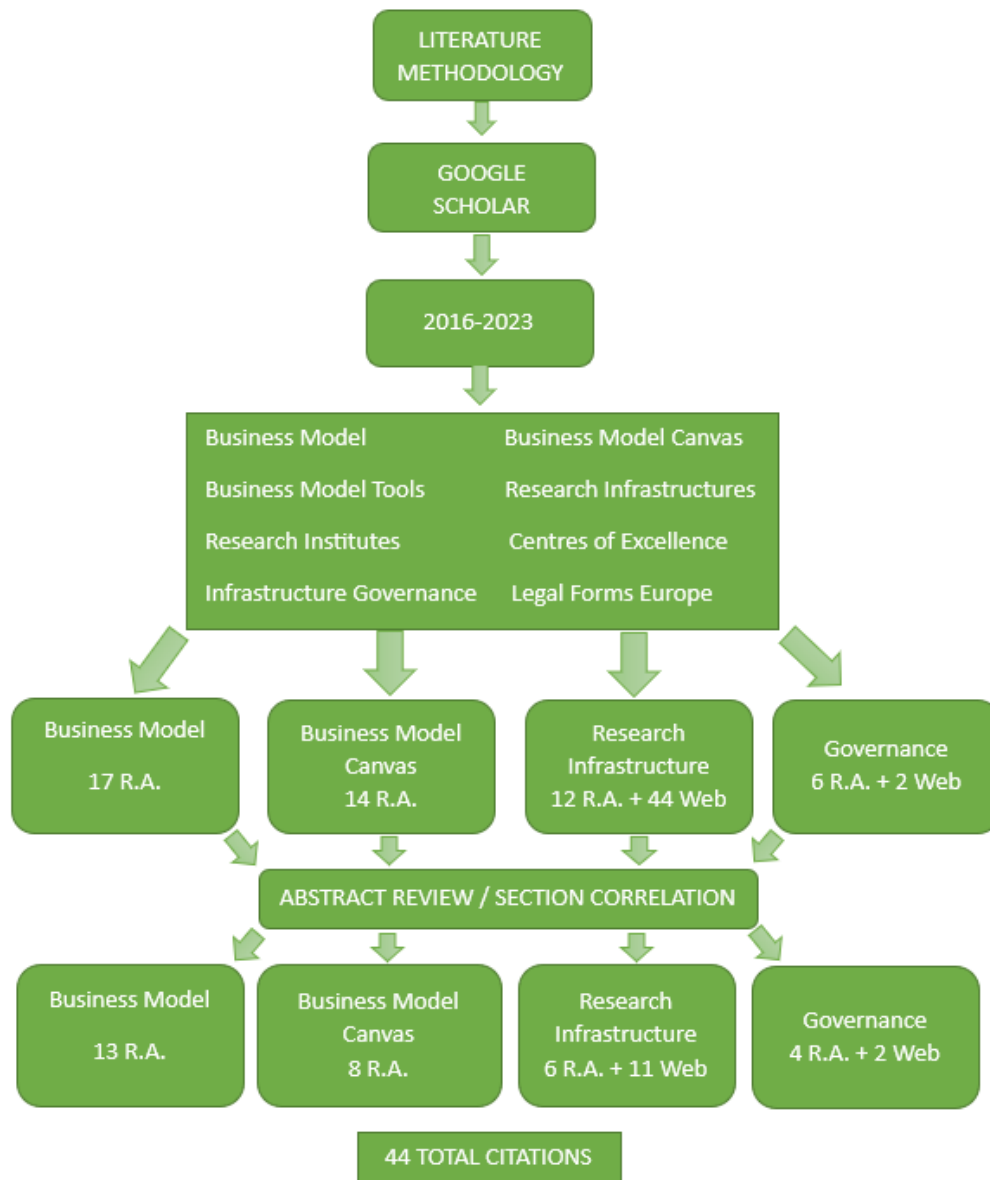 LITERATURE
METHODOLOGY
GOOGLE
SCHOLAR
2016-2023
Business Model
Business Model Canvas
Business Model Tools
Research Infrastructures
Research Institutes
Centres of Excellence
Infrastructure Governance
Legal Forms Europe
Business Model
17 R.A.
Business Model
Canvas
14 R.A.
Research
Infrastructure
12 R.A. + 44 Web
Governance
6 R.A. + 2 Web
ABSTRACT REVIEW / SECTION CORRELATION
Business Model
13 R.A.
Business Model
Canvas
8 R.A.
Research
Infrastructure
6 R.A. + 11 Web
Governance
4 R.A. + 2 Web
44 TOTAL CITATIONS